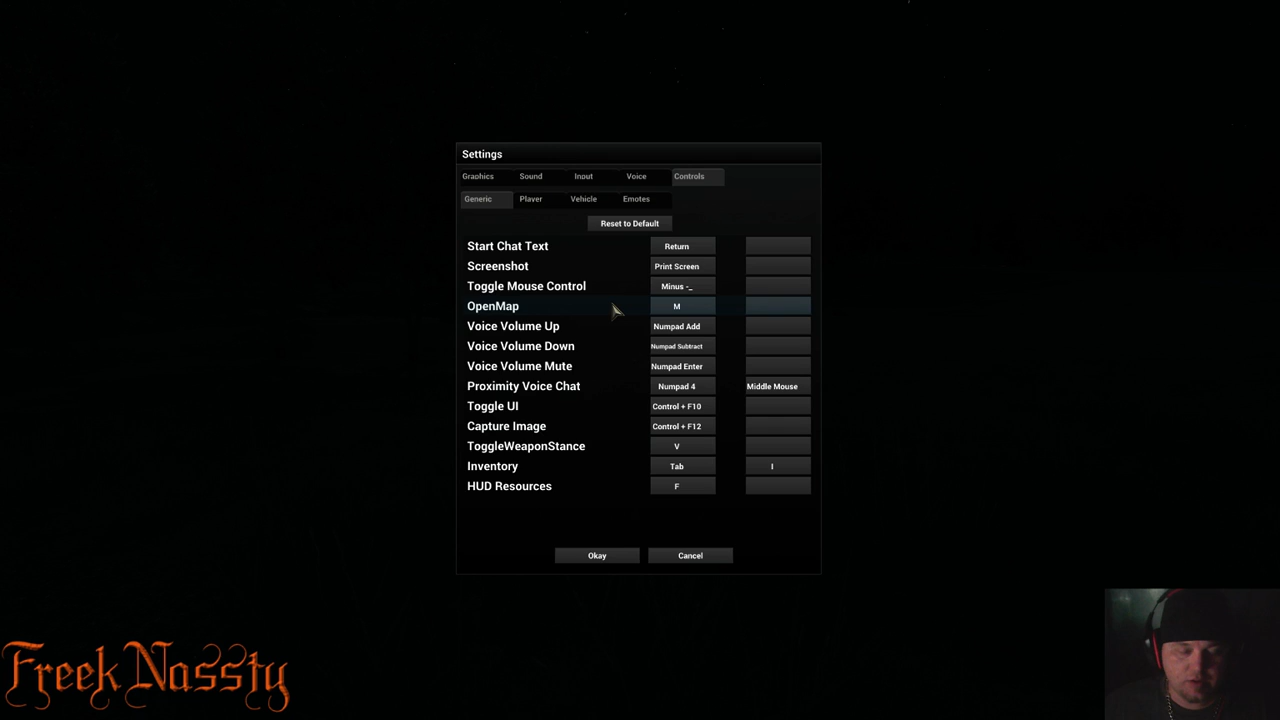 Settings
Graphics Sound Input Voice Controls
Generic Player Vehicle Emotes
Reset to Default
Start Chat Text Return
Screenshot Print Screen
Toggle Mouse Control Minus -_
OpenMap M
Voice Volume Up Numpad Add
Voice Volume Down Numpad Subtract
Voice Volume Mute Numpad Enter
Proximity Voice Chat Numpad 4 Middle Mouse
Toggle UI Control + F10
Capture Image Control + F12
ToggleWeaponStance V
Inventory Tab I
HUD Resources F
Okay Cancel
Freek Nassty